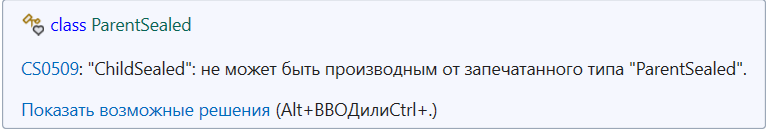 class ParentSealed
CS0509: "ChildSealed": не может быть производным от запечатанного типа "ParentSealed".
Показать возможные решения (Alt+ВВОДилиCtrl+.)